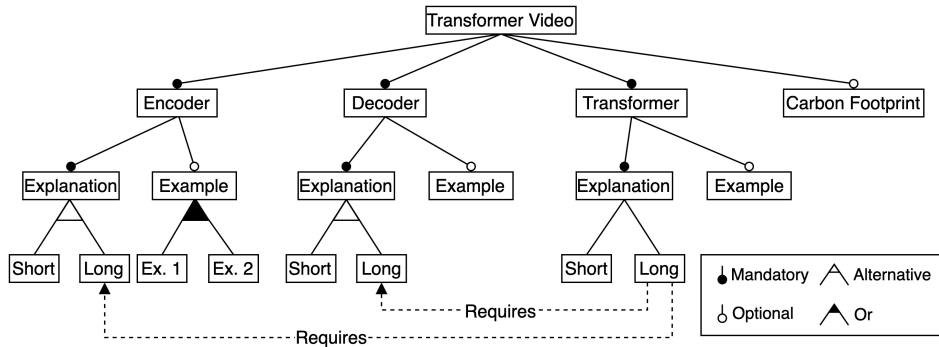 Transformer Video
Encoder
Decoder
Transformer
Carbon Footprint
Explanation
Example
Explanation
Example
Explanation
Example
Short
Long
Ex. 1
Ex. 2
Short
Long
Short
Long
Mandatory
Alternative
Optional
Or
Requires
Requires